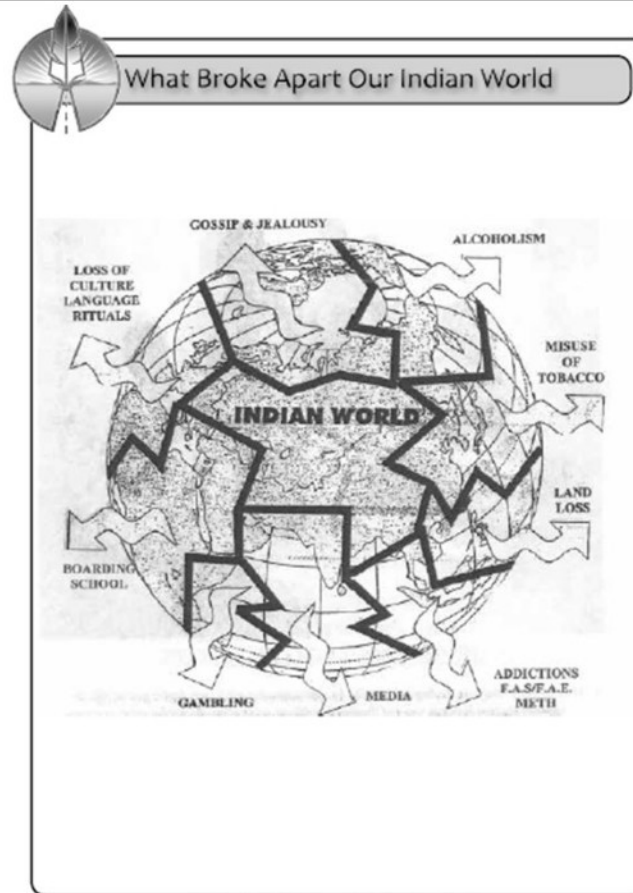 What Broke Apart Our Indian World
GOSSIP & JEALOUSY
ALCOHOLISM
LOSS OF
CULTURE
LANGUAGE
RITUALS
MISUSE
OF
TOBACCO
INDIAN WORLD
LAND
LOSS
BOARDING
SCHOOL
GAMBLING
MEDIA
ADDICTIONS
F.A.S/F.A.E.
METH